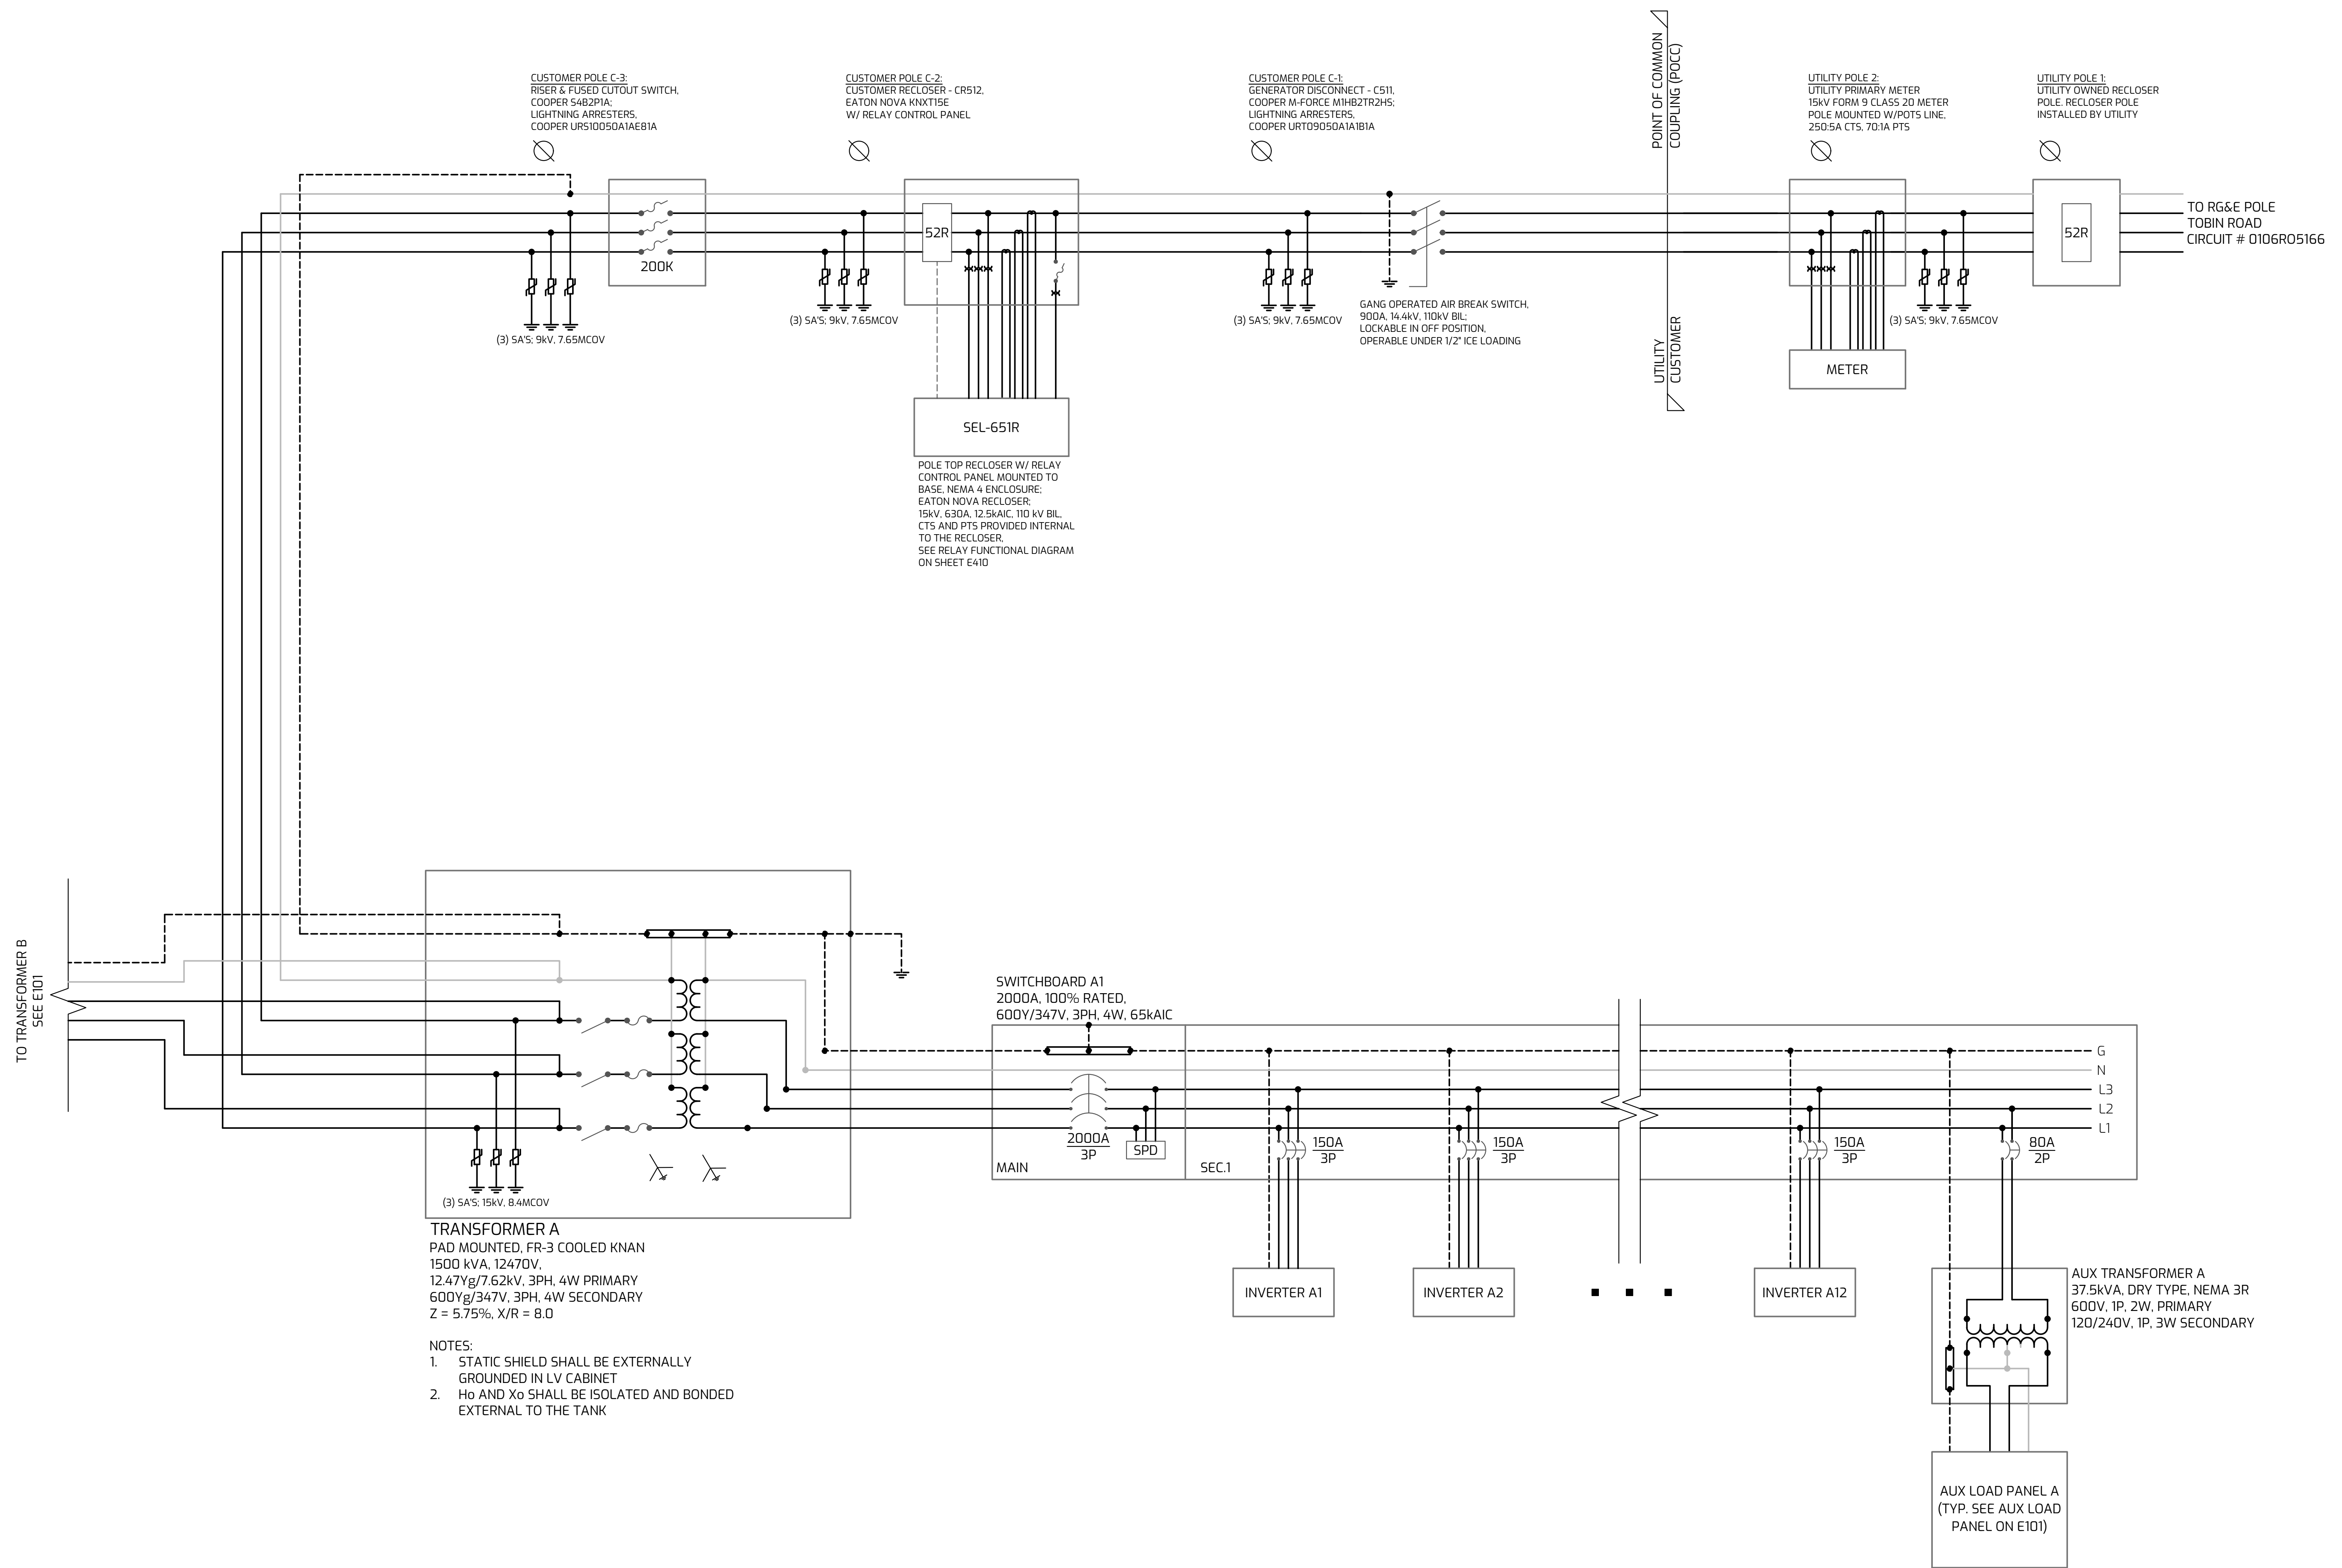 CUSTOMER POLE C-3:
RISER & FUSED CUTOUT SWITCH,
COOPER S4B2P1A;
LIGHTNING ARRESTERS,
COOPER URS10050A1AE81A
CUSTOMER POLE C-2:
CUSTOMER RECLOSER - CR512,
EATON NOVA KNXT15E
W/ RELAY CONTROL PANEL
CUSTOMER POLE C-1:
GENERATOR DISCONNECT - C511,
COOPER M-FORCE M1HB2TR2HS;
LIGHTNING ARRESTERS,
COOPER URT09050A1A1B1A
POINT OF COMMON
COUPLING (POCC)
UTILITY POLE 2:
UTILITY PRIMARY METER
15kV FORM 9 CLASS 20 METER
POLE MOUNTED W/POTS LINE,
250:5A CTS, 70:1A PTS
UTILITY POLE 1:
UTILITY OWNED RECLOSER
POLE. RECLOSER POLE
INSTALLED BY UTILITY
200K
(3) SA'S; 9kV, 7.65MCOV
52R
(3) SA'S; 9kV, 7.65MCOV
SEL-651R
POLE TOP RECLOSER W/ RELAY
CONTROL PANEL MOUNTED TO
BASE, NEMA 4 ENCLOSURE;
EATON NOVA RECLOSER;
15kV, 630A, 12.5kAIC, 110 kV BIL,
CTS AND PTS PROVIDED INTERNAL
TO THE RECLOSER,
SEE RELAY FUNCTIONAL DIAGRAM
ON SHEET E410
(3) SA'S; 9kV, 7.65MCOV
GANG OPERATED AIR BREAK SWITCH,
900A, 14.4kV, 110kV BIL;
LOCKABLE IN OFF POSITION,
OPERABLE UNDER 1/2" ICE LOADING
UTILITY
CUSTOMER
METER
(3) SA'S; 9kV, 7.65MCOV
52R
TO RG&E POLE
TOBIN ROAD
CIRCUIT # 0106RO5166
TO TRANSFORMER B
SEE E101
(3) SA'S; 15kV, 8.4MCOV
TRANSFORMER A
PAD MOUNTED, FR-3 COOLED KNAN
1500 kVA, 12470V,
12.47Yg/7.62kV, 3PH, 4W PRIMARY
600Yg/347V, 3PH, 4W SECONDARY
Z = 5.75%, X/R = 8.0
NOTES:
1. STATIC SHIELD SHALL BE EXTERNALLY
GROUNDED IN LV CABINET
2. Ho AND Xo SHALL BE ISOLATED AND BONDED
EXTERNAL TO THE TANK
SWITCHBOARD A1
2000A, 100% RATED,
600Y/347V, 3PH, 4W, 65kAIC
G
N
L3
L2
L1
2000A
3P
SPD
MAIN
SEC.1
150A
3P
150A
3P
150A
3P
80A
2P
INVERTER A1
INVERTER A2
INVERTER A12
AUX TRANSFORMER A
37.5kVA, DRY TYPE, NEMA 3R
600V, 1P, 2W, PRIMARY
120/240V, 1P, 3W SECONDARY
AUX LOAD PANEL A
(TYP. SEE AUX LOAD
PANEL ON E101)